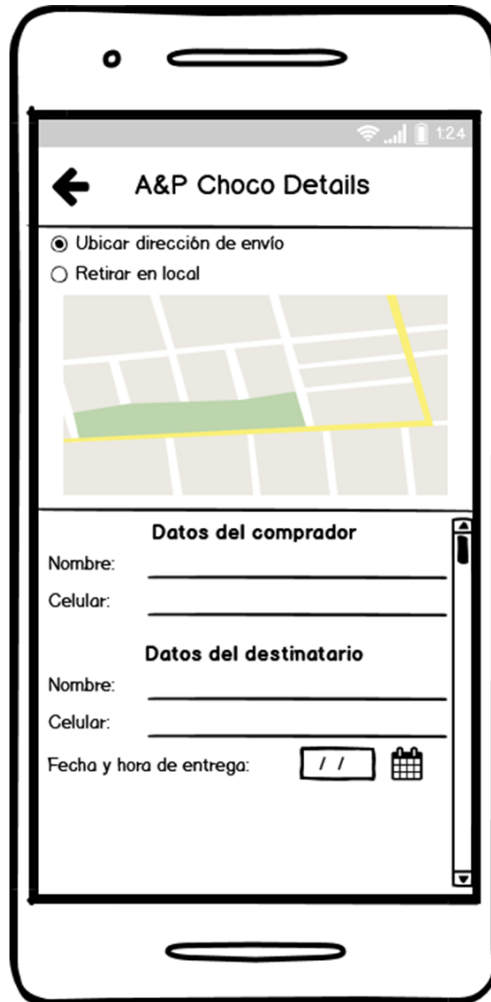 1:24
A&P Choco Details
Ubicar dirección de envío
Retirar en local
Datos del comprador
Nombre:
Celular:
Datos del destinatario
Nombre:
Celular:
Fecha y hora de entrega: / /